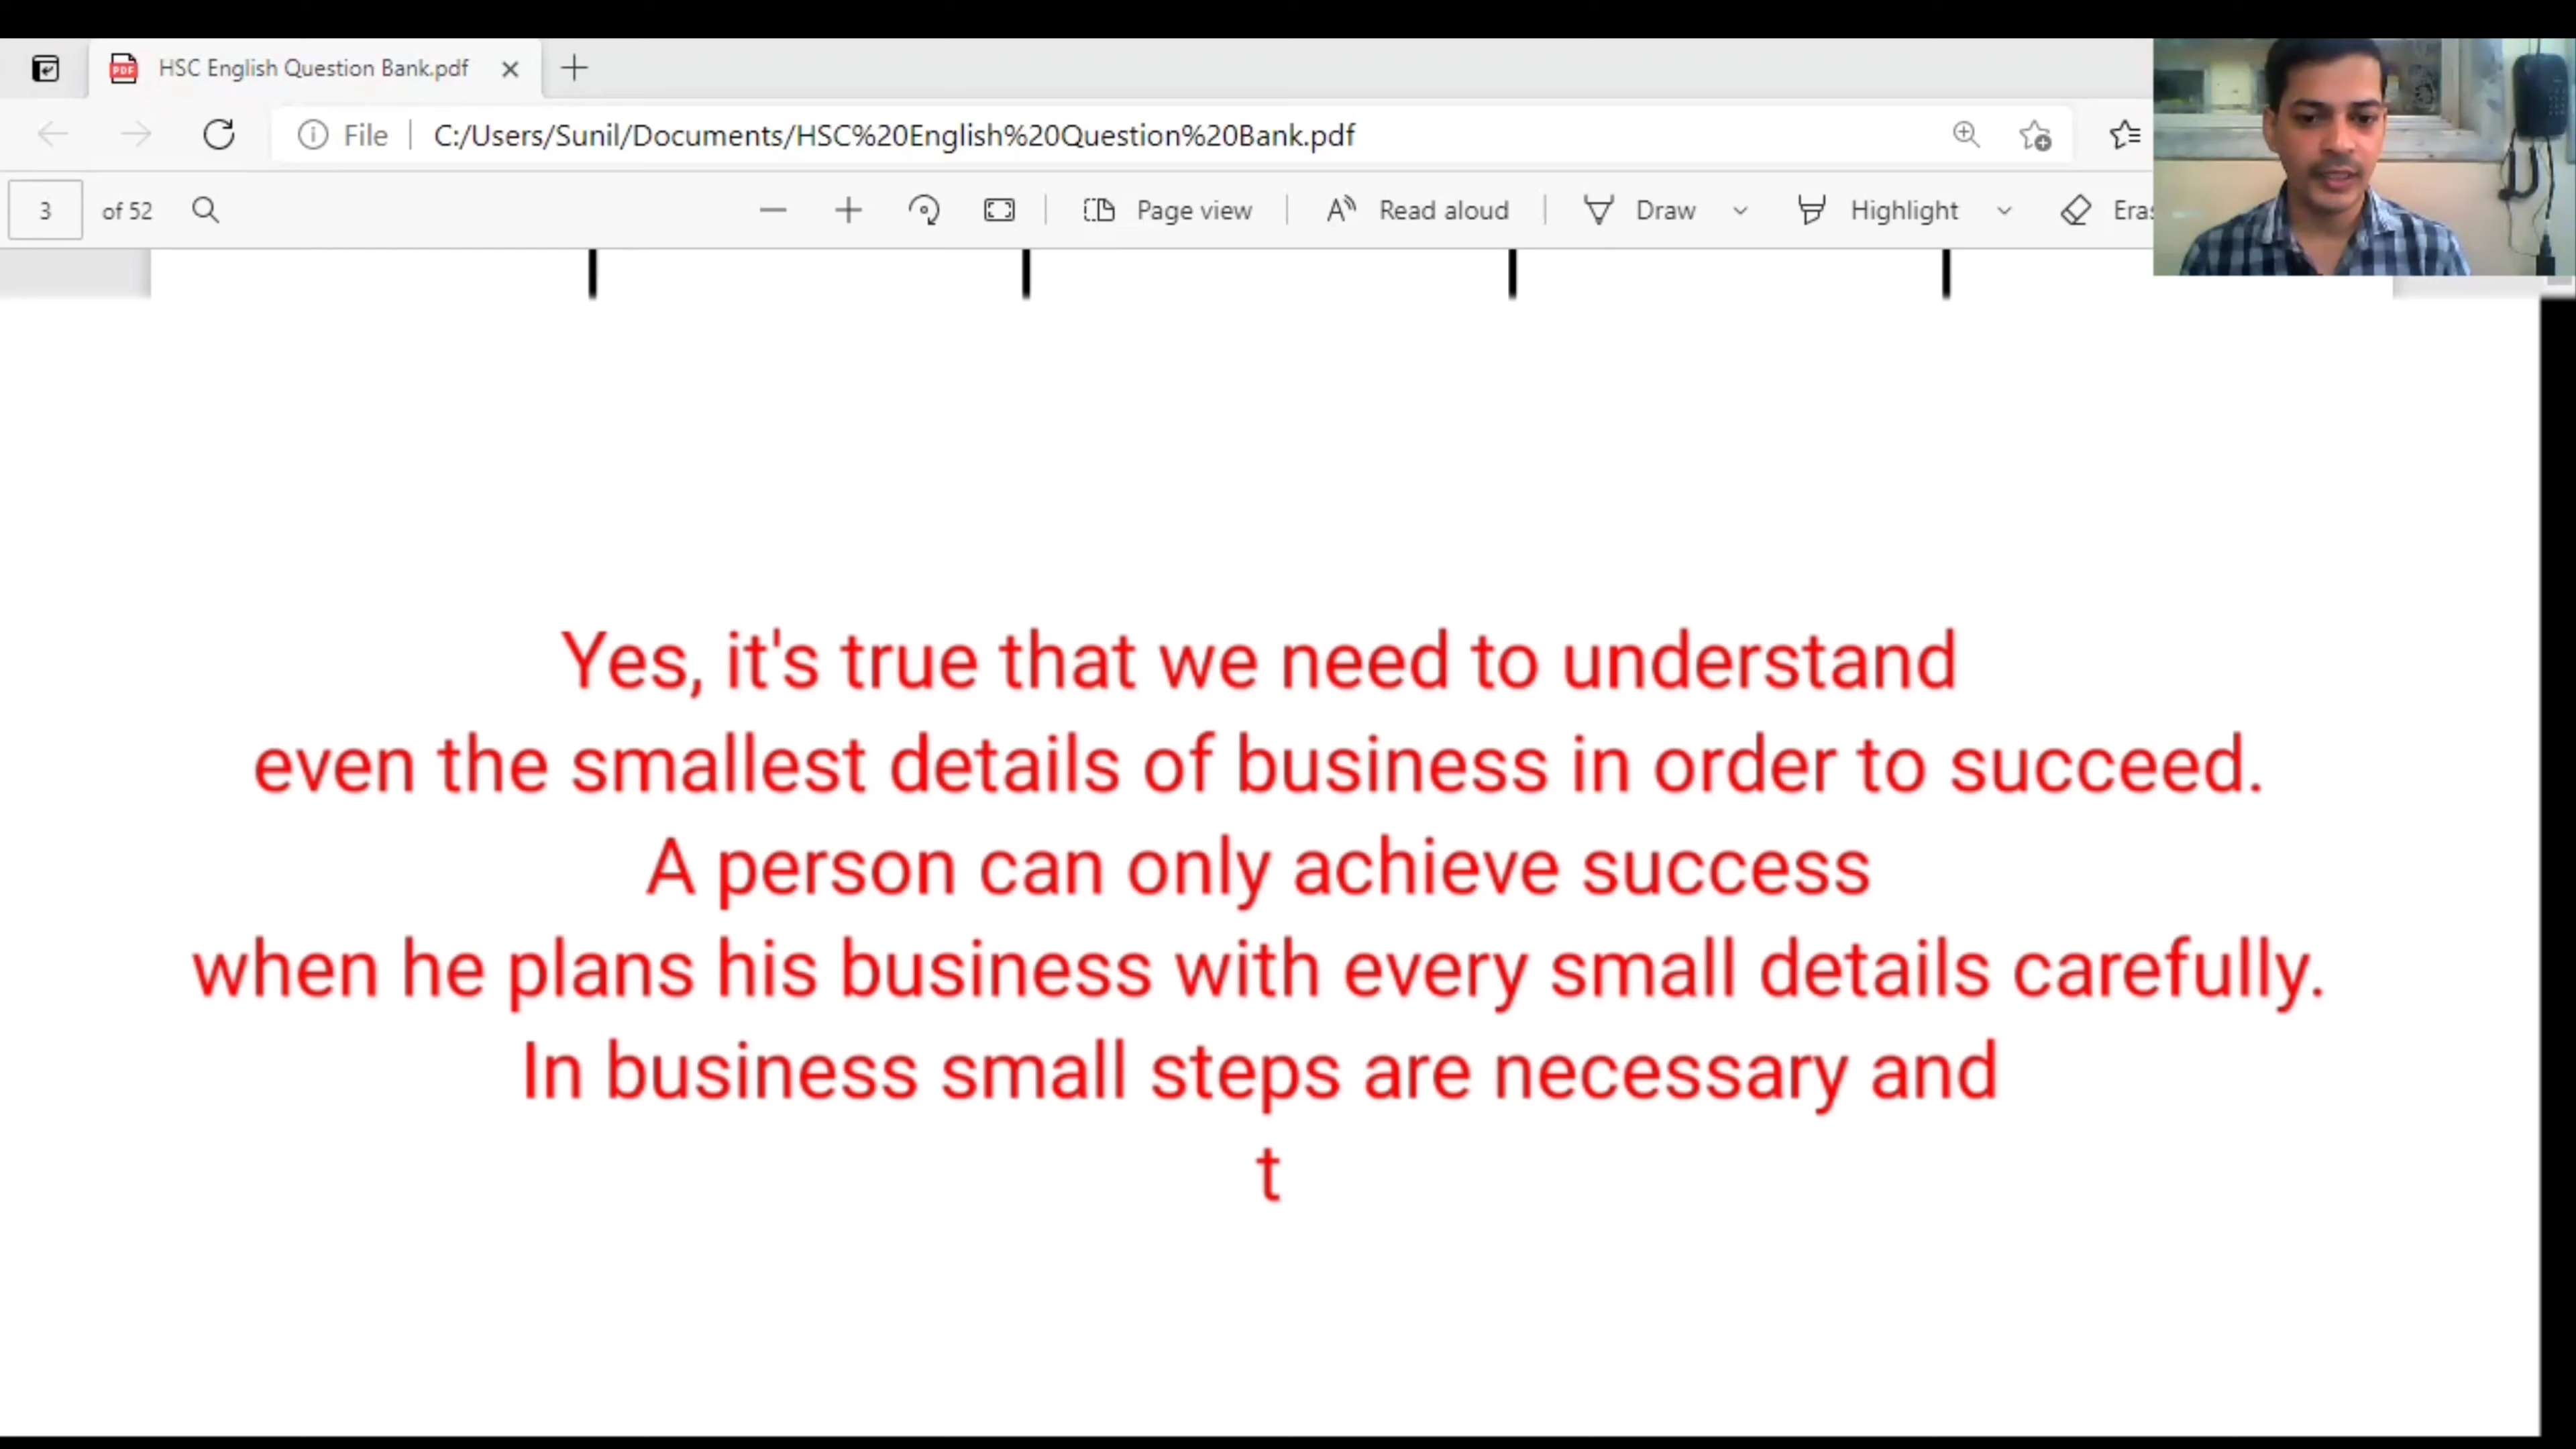 HSC English Question Bank.pdf
File
C:/Users/Sunil/Documents/HSC%20English%20Question%20Bank.pdf
3 of 52 Page view Read aloud Draw Highlight Eras
Yes, it's true that we need to understand
even the smallest details of business in order to succeed.
A person can only achieve success
when he plans his business with every small details carefully.
In business small steps are necessary and
t